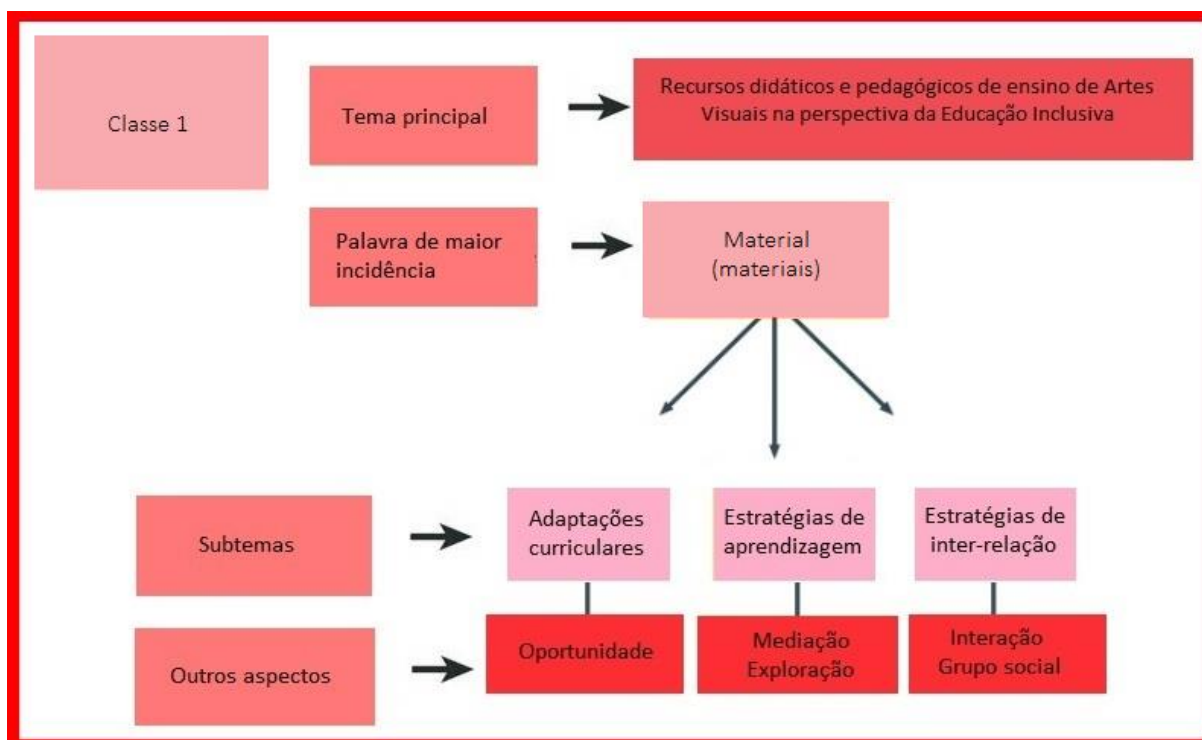 Classe 1
Tema principal
Recursos didáticos e pedagógicos de ensino de Artes
Visuais na perspectiva da Educação Inclusiva
Palavra de maior
incidência
Material
(materiais)
Subtemas
Adaptações
curriculares
Estratégias de
aprendizagem
Estratégias de
inter-relação
Outros aspectos
Oportunidade
Mediação
Exploração
Interação
Grupo social